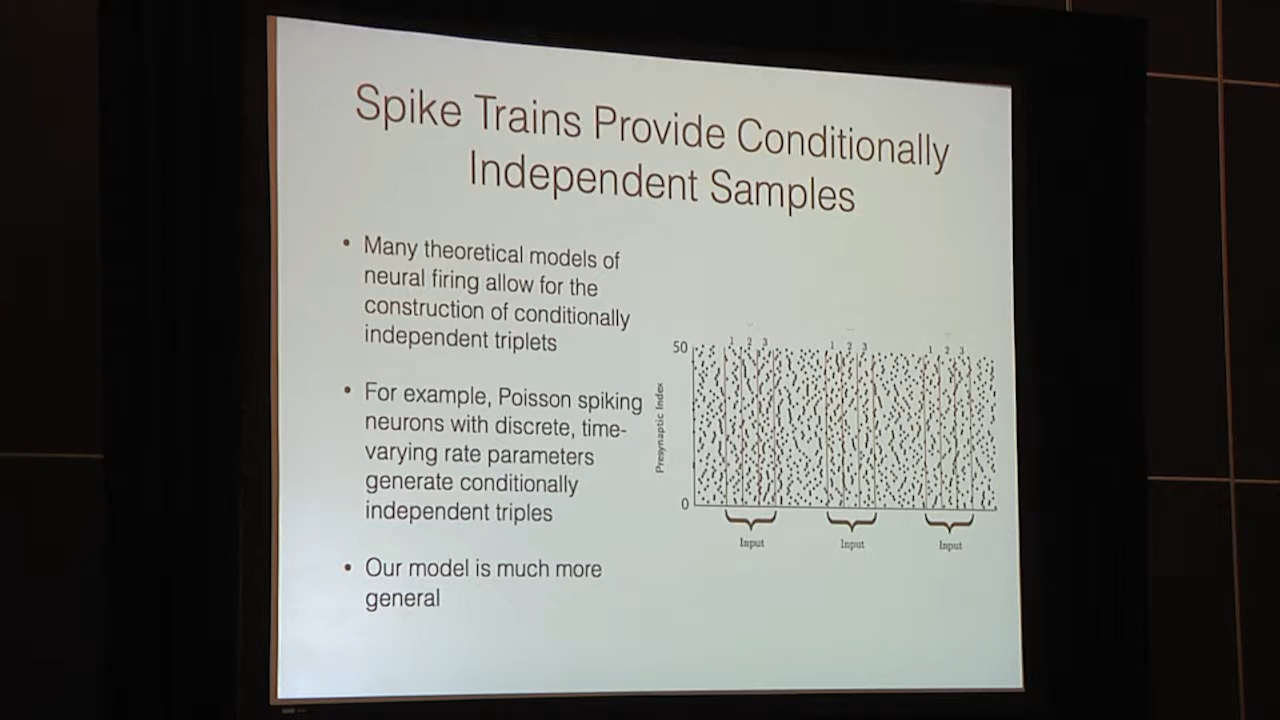 Spike Trains Provide Conditionally
Independent Samples
• Many theoretical models of
neural firing allow for the
construction of conditionally
independent triplets
• For example, Poisson spiking
neurons with discrete, time-
varying rate parameters
generate conditionally
independent triples
• Our model is much more
general
50
Presynaptic Index
0
1 2 3
1 2 3
1 2 3
Input
Input
Input